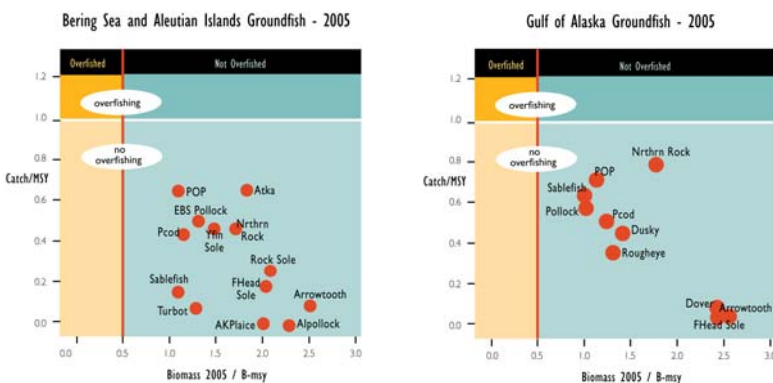 Bering Sea and Aleutian Islands Groundfish - 2005
Overfished
Not Overfished
1.2
overfishing
1.0
no
overfishing
0.8
Catch/MSY
POP
Atka
0.6
EBS Pollock
Pcod
Yfin
Sole
Nrthrn
Rock
0.4
Rock Sole
Sablefish
FHead
Sole
0.2
Arrowtooth
Turbot
AKPlaice
Alpollock
0.0
0.0 0.5 1.0 1.5 2.0 2.5 3.0
Biomass 2005 / B-msy
Gulf of Alaska Groundfish - 2005
Overfished
Not Overfished
1.2
overfishing
1.0
no
overfishing
Nrthrn Rock
0.8
Catch/MSY
POP
Sablefish
0.6
Pollock
Pcod
Dusky
0.4
Rougheye
0.2
Dover
Arrowtooth
FHead Sole
0.0
0.0 0.5 1.0 1.5 2.0 2.5 3.0
Biomass 2005 / B-msy